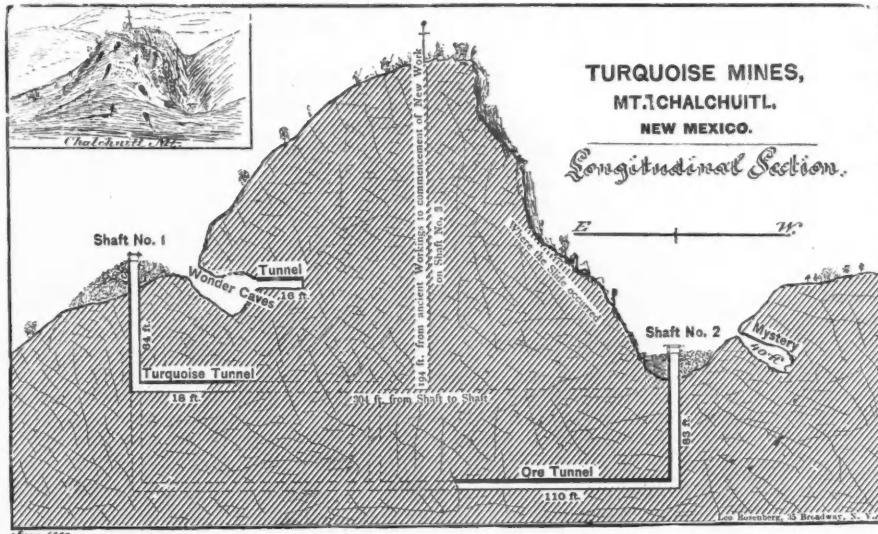 TURQUOISE MINES,
MT. CHALCHUITL.
NEW MEXICO.
Longitudinal Section.
E W.
Chalchuitl Mt.
Shaft No. 1
64 ft.
Turquoise Tunnel
18 ft.
Wonder Caves
Tunnel
16 ft.
194 ft. from ancient Workings to commencement of New Work
on Shaft No. 2
304 ft. from Shaft to Shaft
Where the Slide occurred
Shaft No. 2
83 ft.
Mystery
40 ft
Ore Tunnel
110 ft.
Leo Rosenberg, 35 Broadway, N. Y.